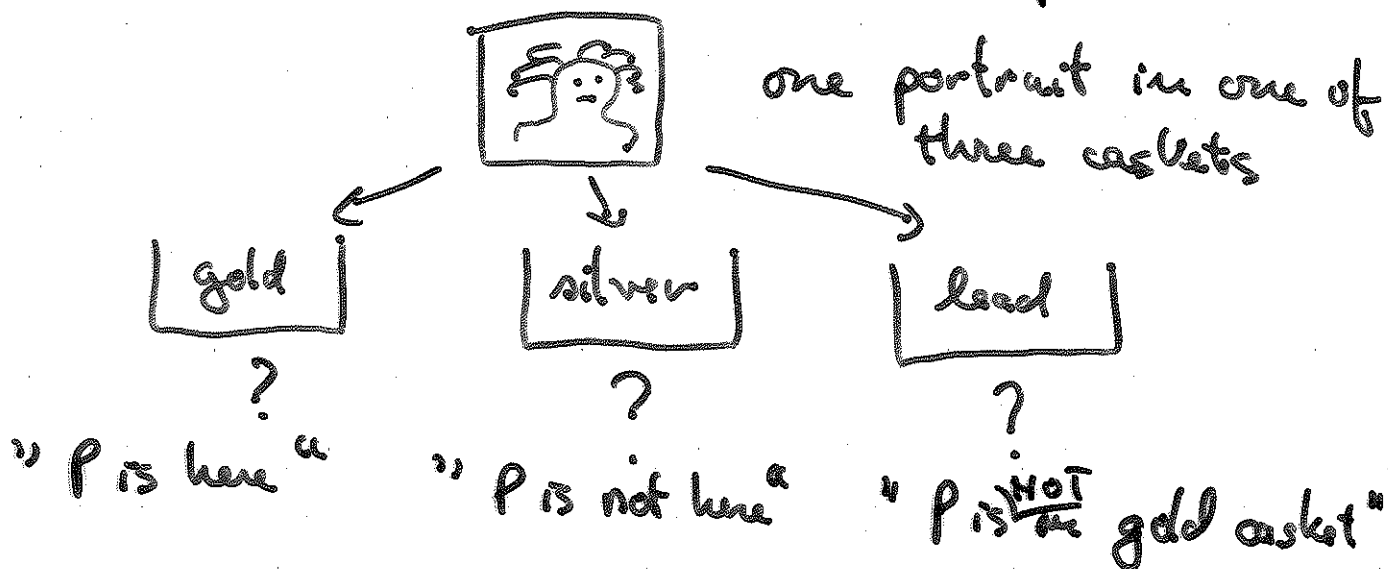 one portrait in one of
three caskets
gold silver lead
? ? ?
„P is here“ „P is not here“ "P is NOT in gold casket"